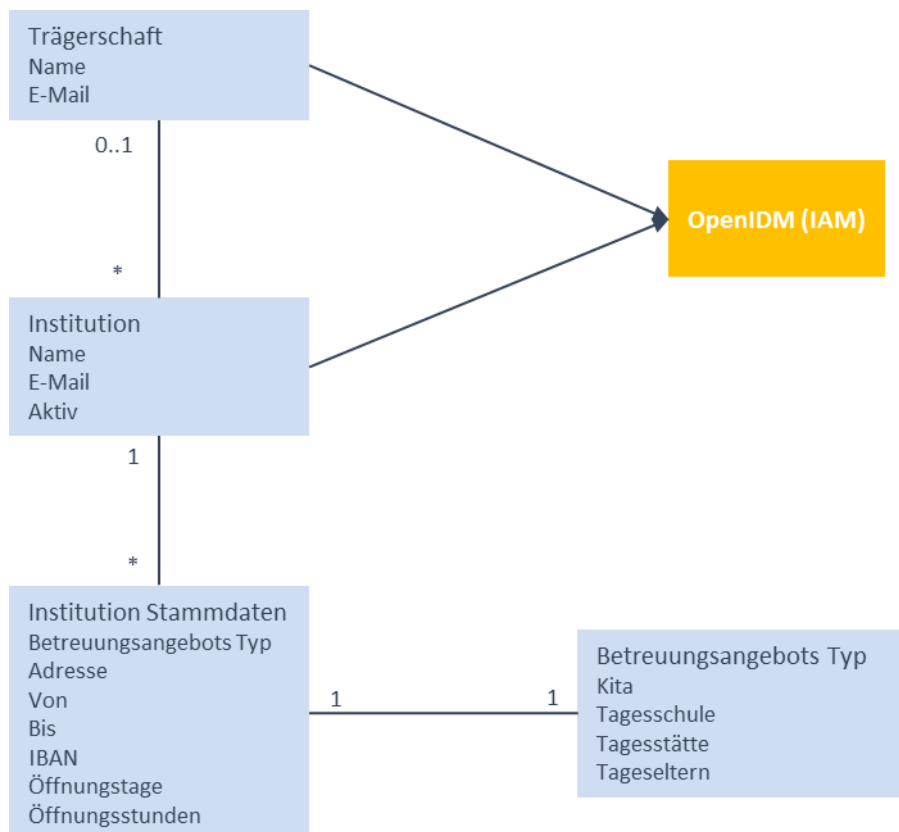 Trägerschaft
Name
E-Mail
0..1
OpenIDM (IAM)
*
Institution
Name
E-Mail
Aktiv
1
*
Institution Stammdaten
Betreuungsangebots Typ
Adresse
Von
Bis
IBAN
Öffnungstage
Öffnungsstunden
1
1
Betreuungsangebots Typ
Kita
Tagesschule
Tagesstätte
Tageseltern